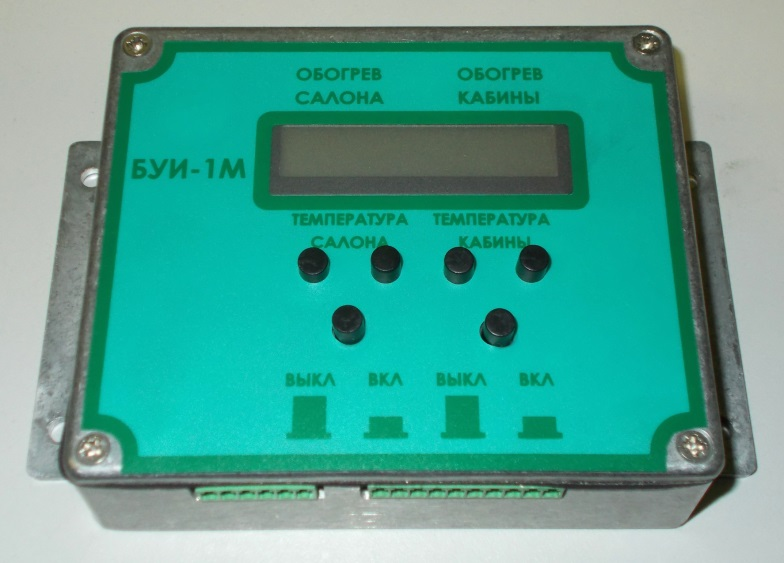 ОБОГРЕВ ОБОГРЕВ
САЛОНА КАБИНЫ
БУИ-1М
ТЕМПЕРАТУРА ТЕМПЕРАТУРА
САЛОНА КАБИНЫ
ВЫКЛ ВКЛ ВЫКЛ ВКЛ